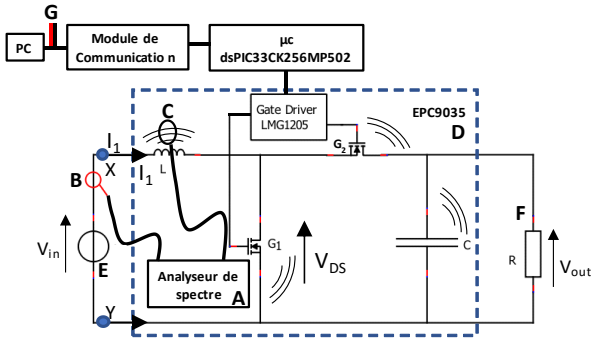 G
PC
Module de
Communicatio n
µc
dsPIC33CK256MP502
C
Gate Driver
LMG1205
EPC9035
D
G2
I1
X
I1
L
B
Vin
E
G1
VDS
C
F
R
Vout
Analyseur de
spectre A
Y